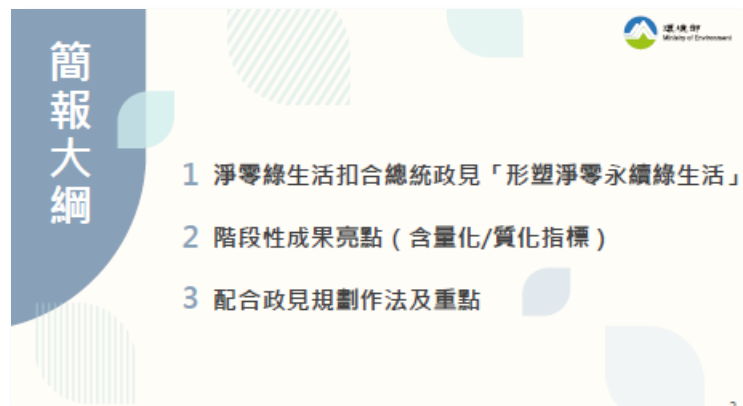 簡報大綱
環境部
Ministry of Environment
1 淨零綠生活扣合總統政見「形塑淨零永續綠生活」
2 階段性成果亮點（含量化/質化指標）
3 配合政見規劃作法及重點